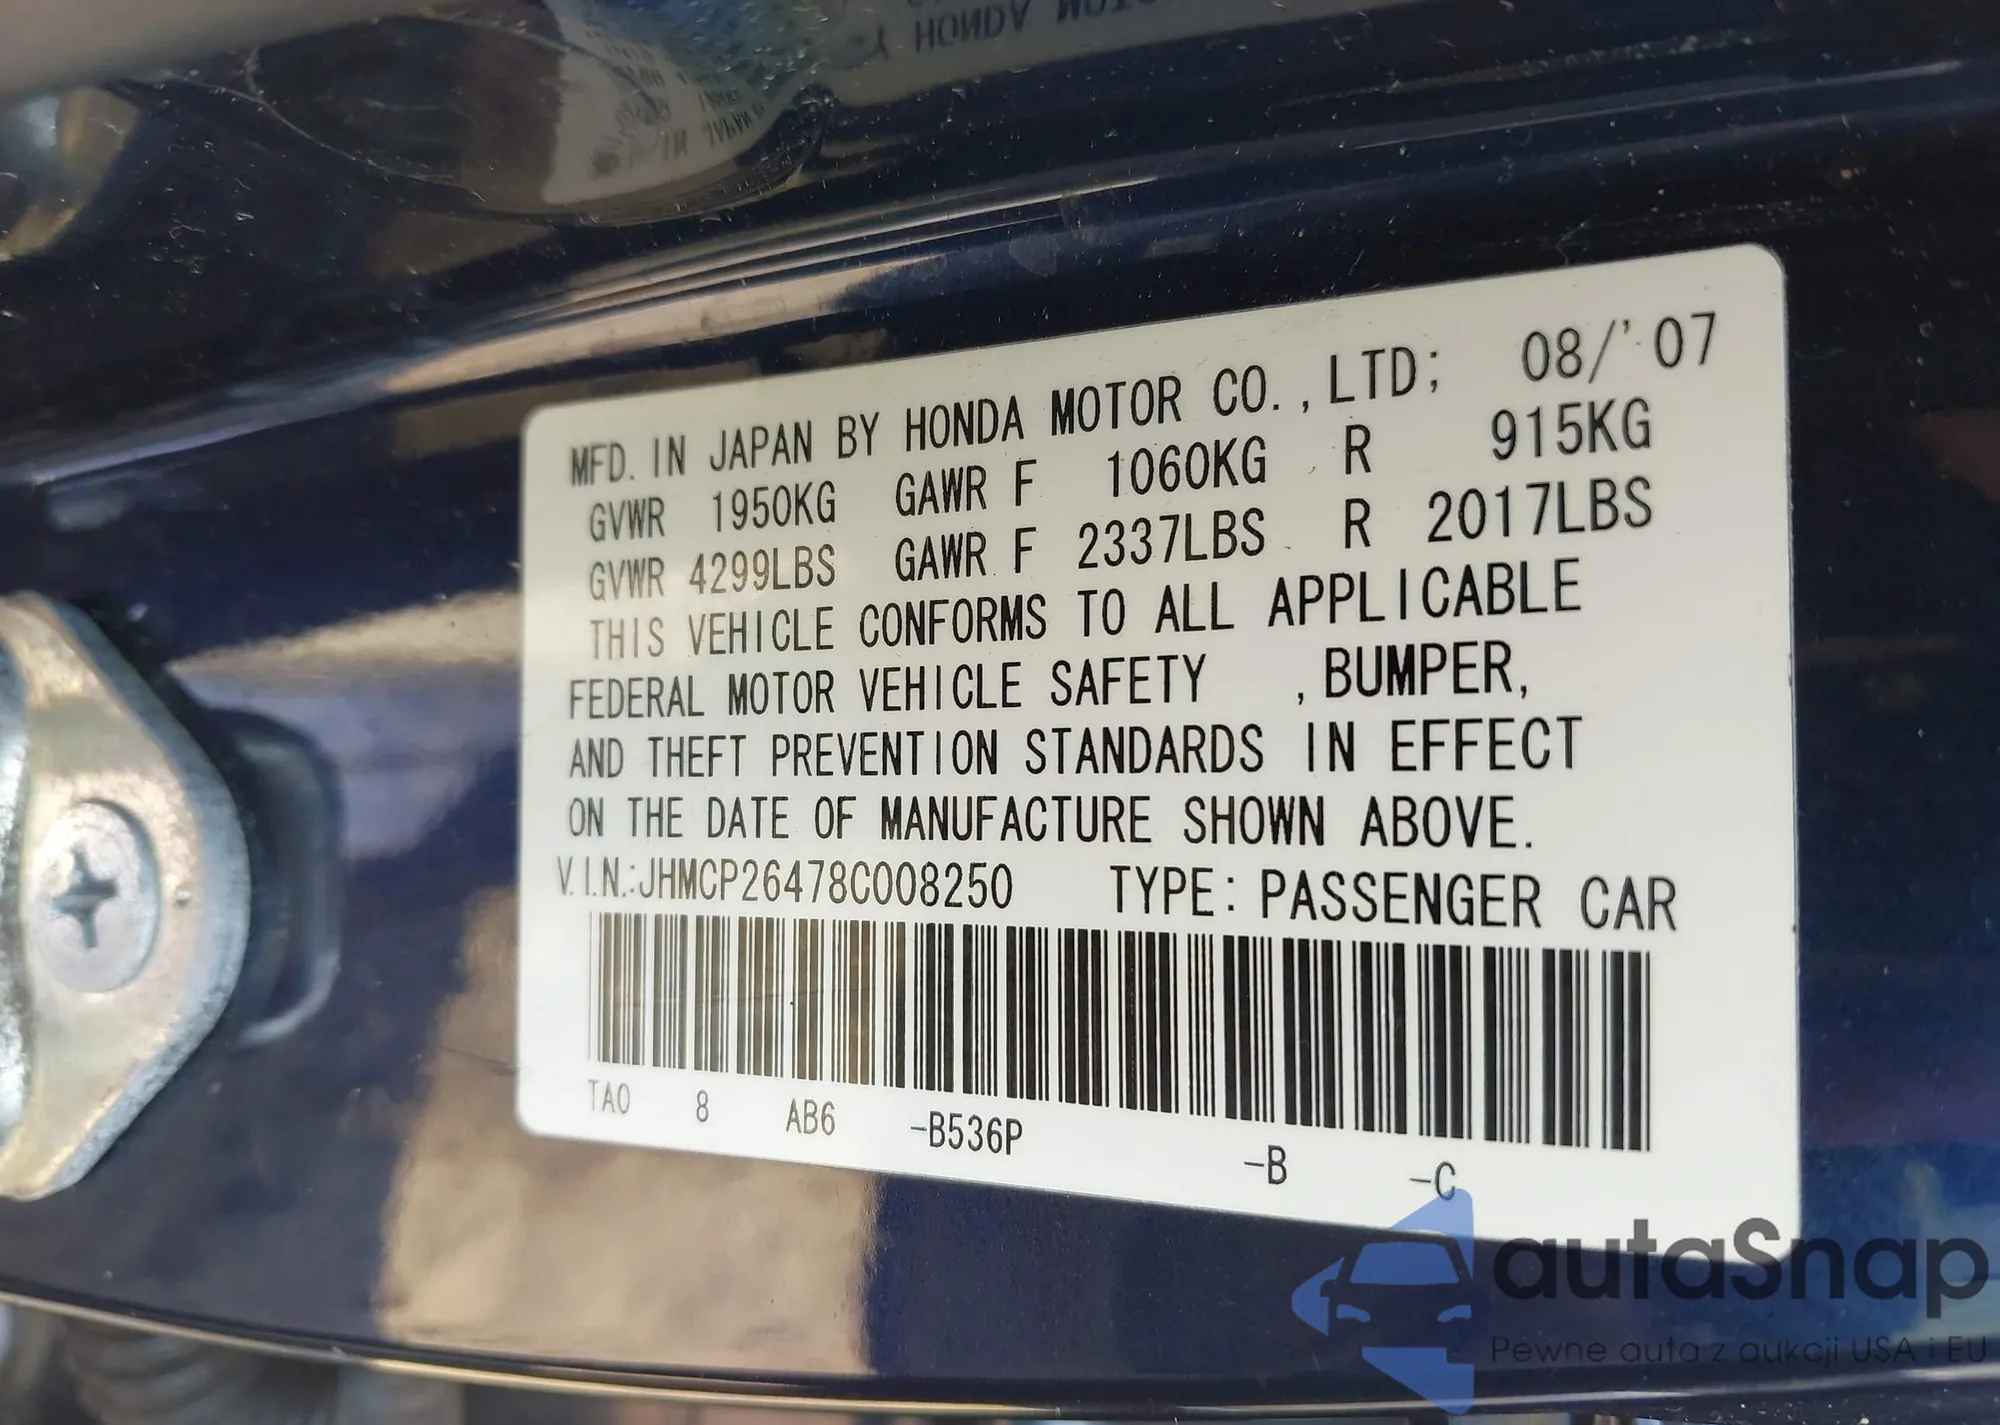 HONDA
MFD. IN JAPAN BY HONDA MOTOR CO.,LTD; 08/'07
GVWR 1950KG GAWR F 1060KG R 915KG
GVWR 4299LBS GAWR F 2337LBS R 2017LBS
THIS VEHICLE CONFORMS TO ALL APPLICABLE
FEDERAL MOTOR VEHICLE SAFETY ,BUMPER,
AND THEFT PREVENTION STANDARDS IN EFFECT
ON THE DATE OF MANUFACTURE SHOWN ABOVE.
V.I.N.:JHMCP26478C008250 TYPE: PASSENGER CAR
TA0 8 AB6 -B536P -B -C
autaSnap
Pewne auta z aukcji USA i EU